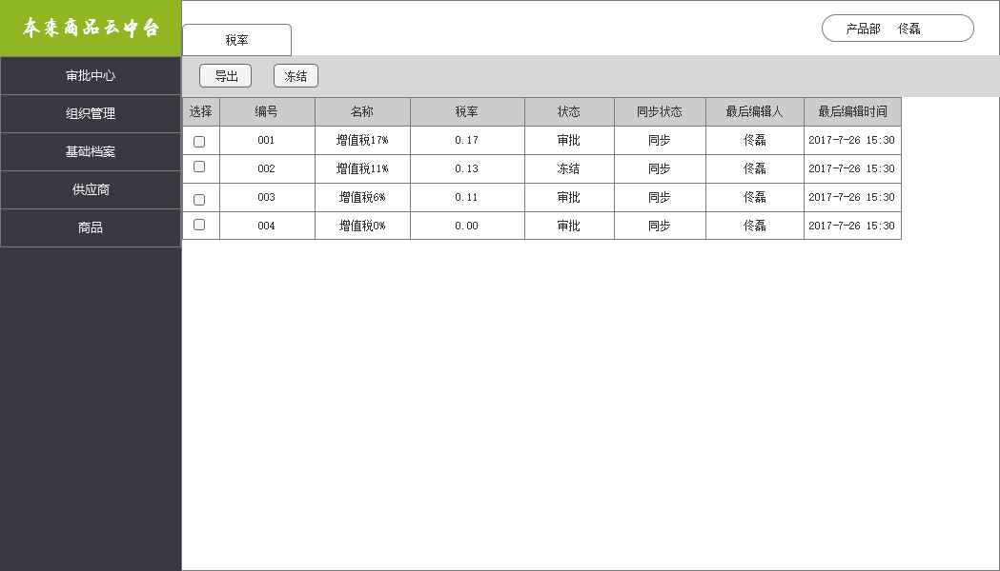 本来商品云中台
产品部 佟磊
税率
审批中心
组织管理
基础档案
供应商
商品
导出 冻结
选择 编号 名称 税率 状态 同步状态 最后编辑人 最后编辑时间
001 增值税17% 0.17 审批 同步 佟磊 2017-7-26 15:30
002 增值税11% 0.13 冻结 同步 佟磊 2017-7-26 15:30
003 增值税6% 0.11 审批 同步 佟磊 2017-7-26 15:30
004 增值税0% 0.00 审批 同步 佟磊 2017-7-26 15:30